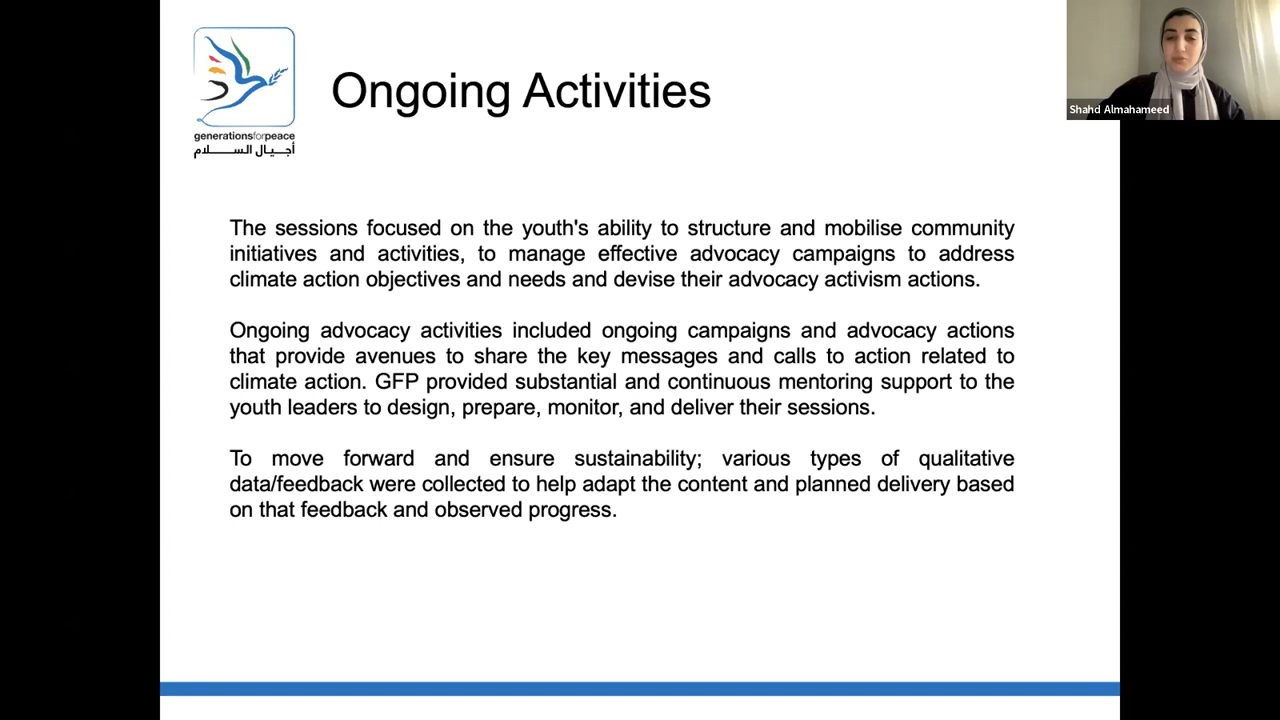 generationsforpeace
أجيال السلام
Ongoing Activities
Shahd Almahameed
The sessions focused on the youth's ability to structure and mobilise community
initiatives and activities, to manage effective advocacy campaigns to address
climate action objectives and needs and devise their advocacy activism actions.
Ongoing advocacy activities included ongoing campaigns and advocacy actions
that provide avenues to share the key messages and calls to action related to
climate action. GFP provided substantial and continuous mentoring support to the
youth leaders to design, prepare, monitor, and deliver their sessions.
To move forward and ensure sustainability; various types of qualitative
data/feedback were collected to help adapt the content and planned delivery based
on that feedback and observed progress.